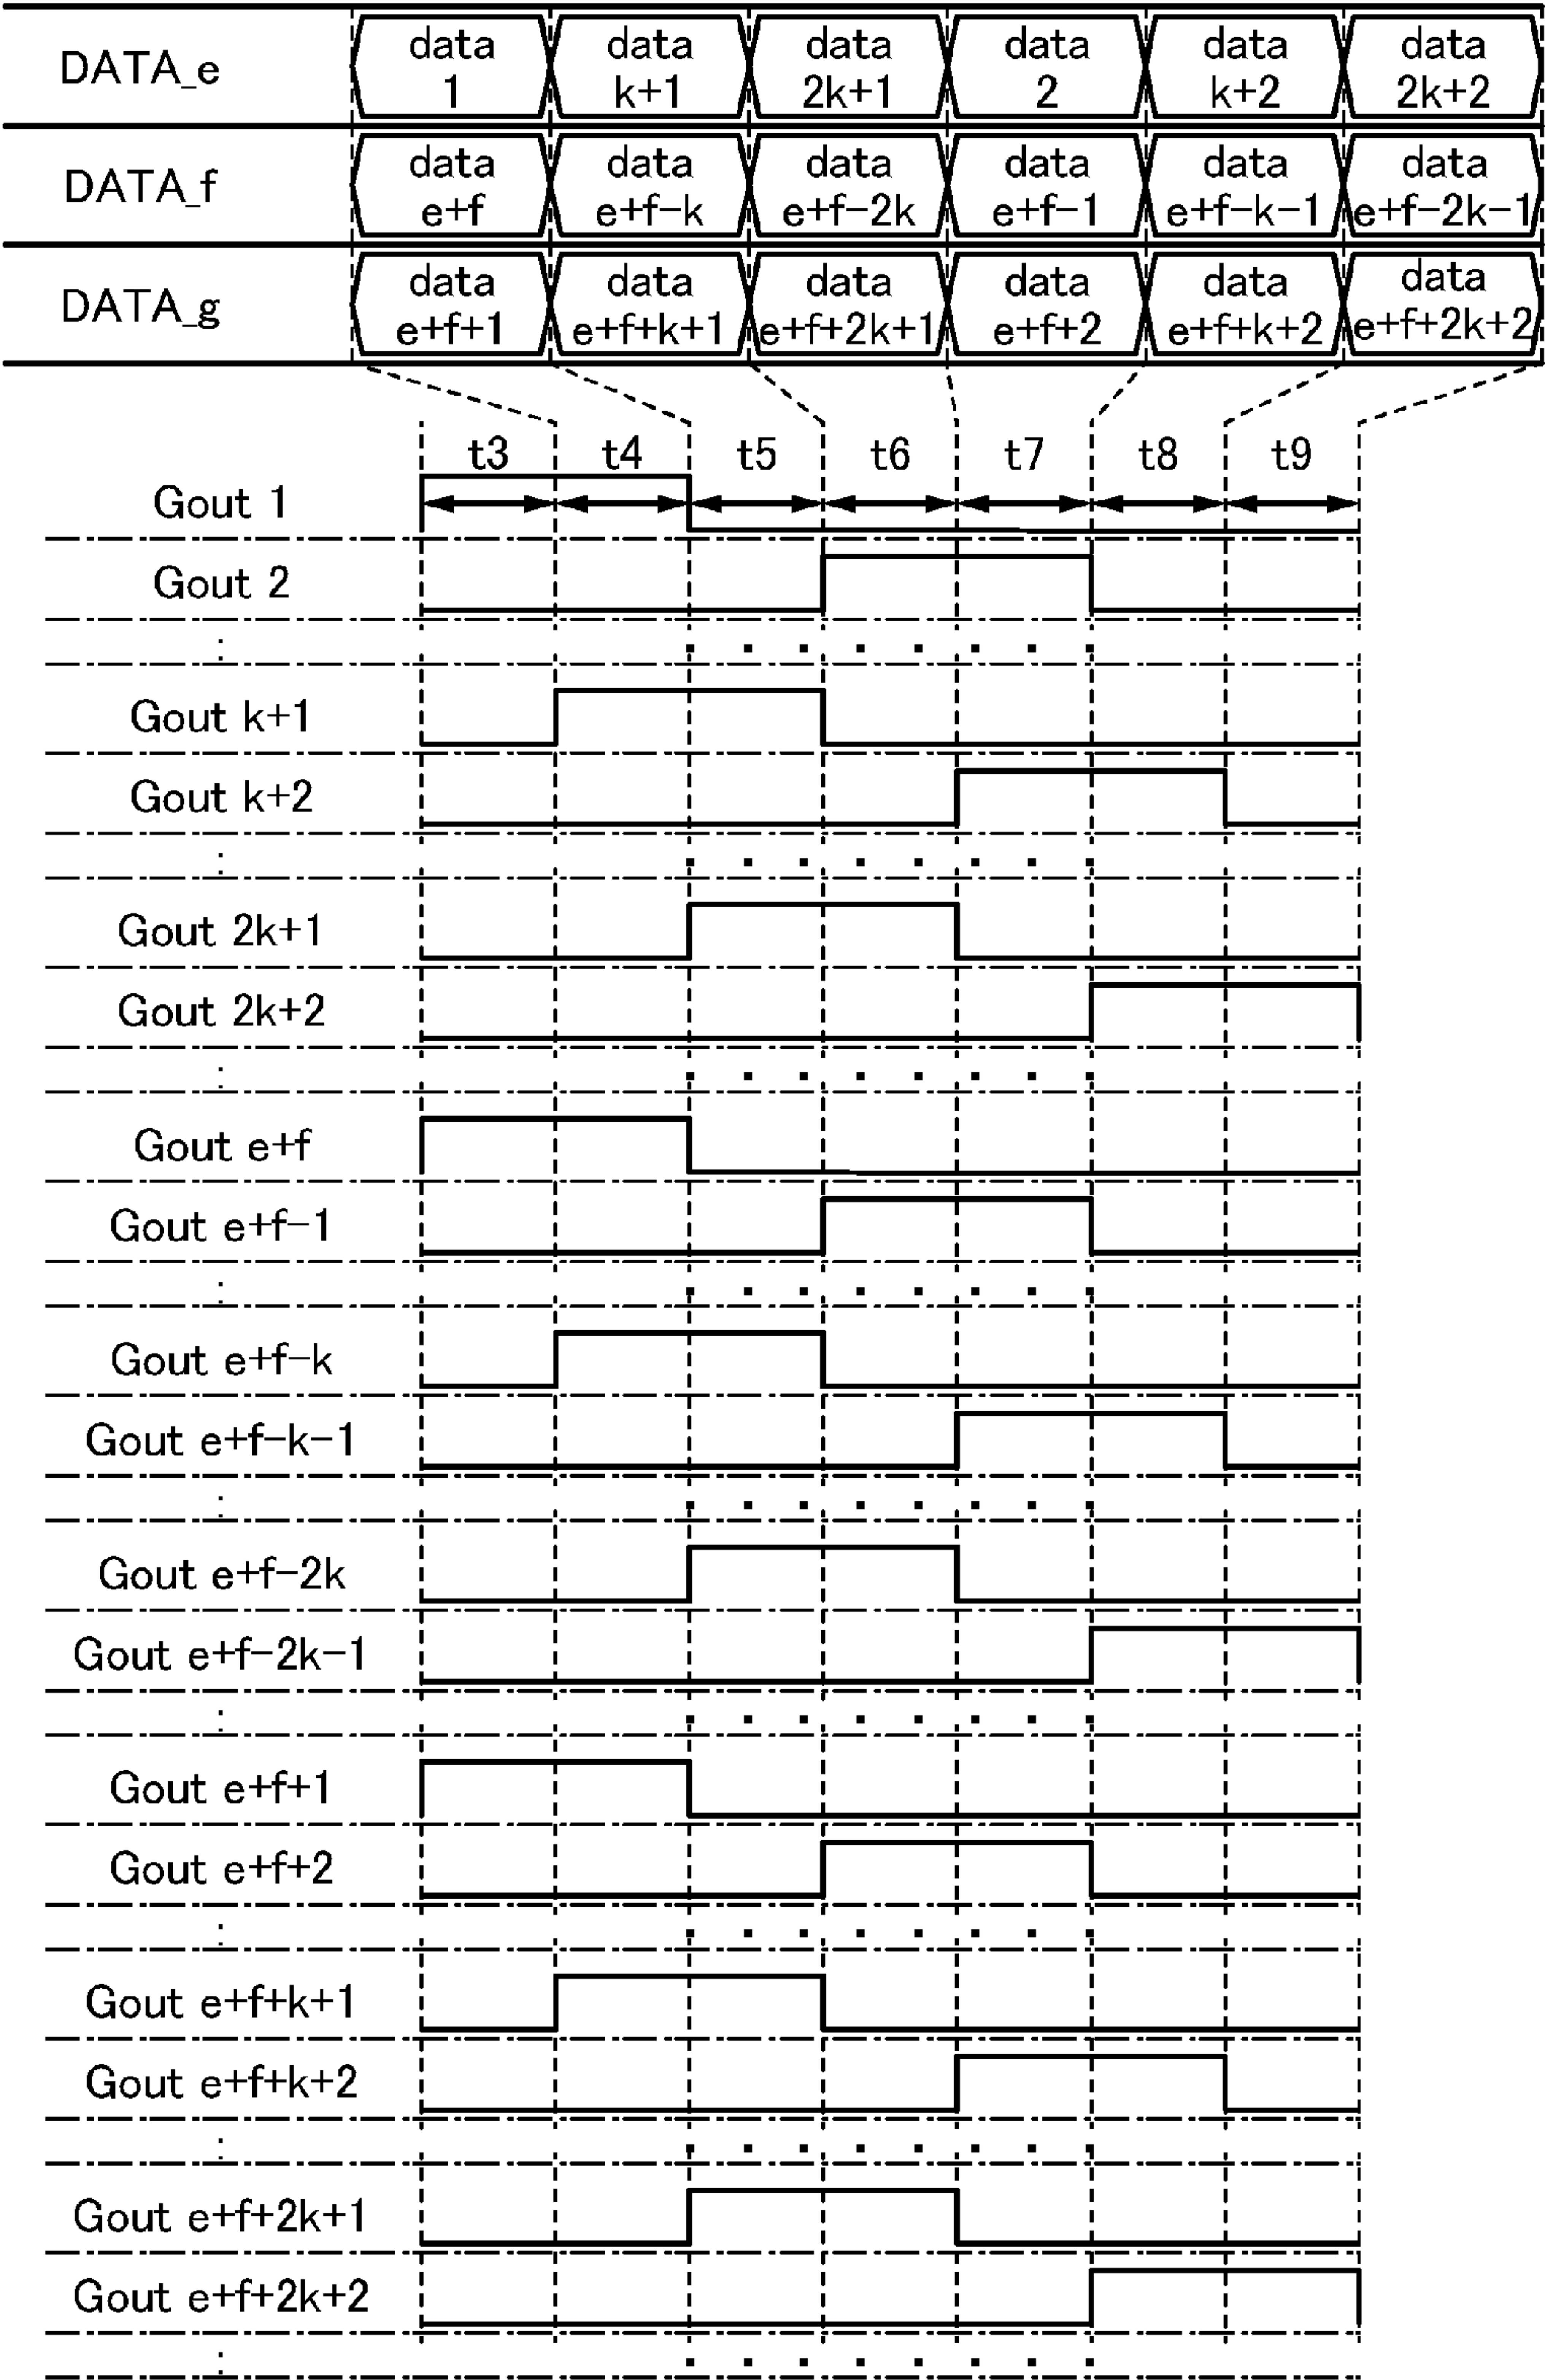 DATA_e
data 1
data k+1
data 2k+1
data 2
data k+2
data 2k+2
DATA_f
data e+f
data e+f-k
data e+f-2k
data e+f-1
data e+f-k-1
data e+f-2k-1
DATA_g
data e+f+1
data e+f+k+1
data e+f+2k+1
data e+f+2
data e+f+k+2
data e+f+2k+2
t3 t4 t5 t6 t7 t8 t9
Gout 1
Gout 2
Gout k+1
Gout k+2
Gout 2k+1
Gout 2k+2
Gout e+f
Gout e+f-1
Gout e+f-k
Gout e+f-k-1
Gout e+f-2k
Gout e+f-2k-1
Gout e+f+1
Gout e+f+2
Gout e+f+k+1
Gout e+f+k+2
Gout e+f+2k+1
Gout e+f+2k+2